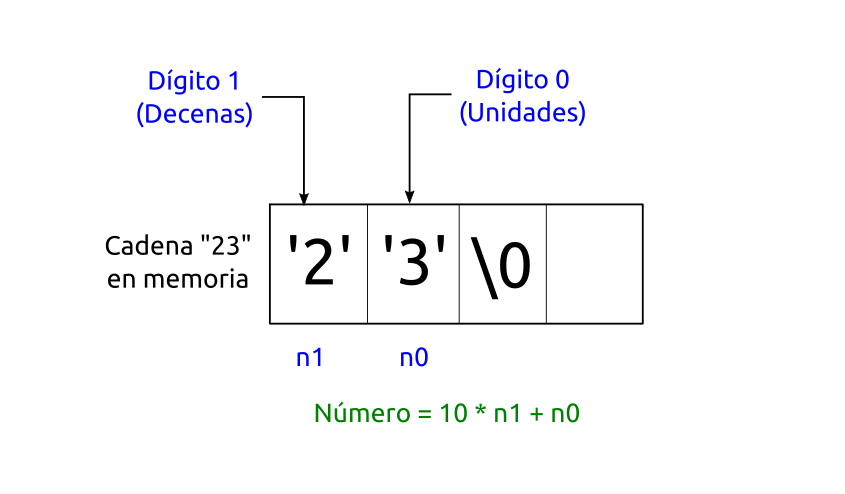 Dígito 1
(Decenas)
Dígito 0
(Unidades)
Cadena "23"
en memoria
'2' '3' \0
n1 n0
Número = 10 * n1 + n0